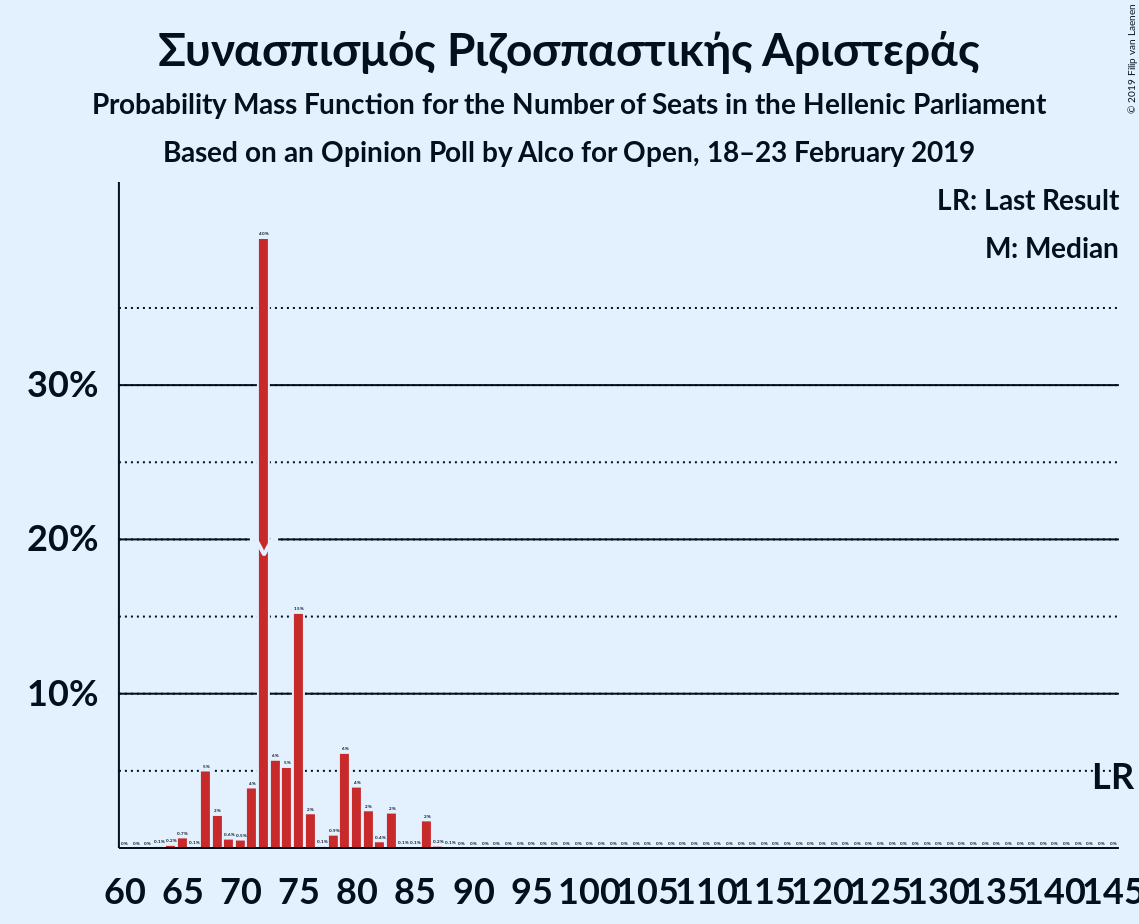 Συνασπισμός Ριζοσπαστικής Αριστεράς
Probability Mass Function for the Number of Seats in the Hellenic Parliament
Based on an Opinion Poll by Alco for Open, 18–23 February 2019
© 2019 Filip van Laenen
LR: Last Result
M: Median
30%
20%
10%
LR
60 65 70 75 80 85 90 95 100 105 110 115 120 125 130 135 140 145